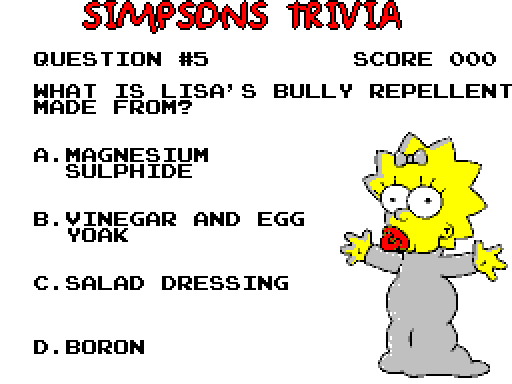 SIMPSONS TRIVIA
QUESTION #5 SCORE 000
WHAT IS LISA'S BULLY REPELLENT
MADE FROM?
A.MAGNESIUM
SULPHIDE
B.VINEGAR AND EGG
YOAK
C.SALAD DRESSING
D.BORON